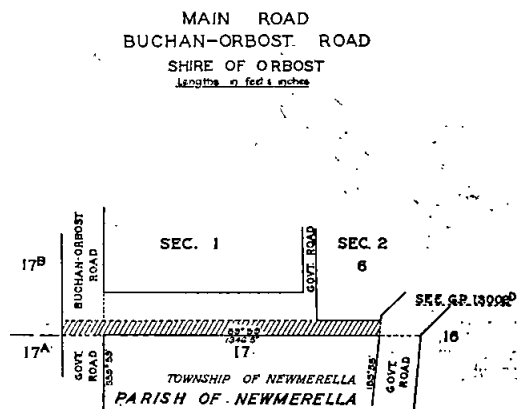 MAIN ROAD
BUCHAN-ORBOST ROAD
SHIRE OF ORBOST
Lengths in feet & inches
SEC. 1
SEC. 2
6
17B
BUCHAN-ORBOST ROAD
GOVT. ROAD
SEE G.P. 13002D
17A
GOVT. ROAD
17
16
GOVT. ROAD
TOWNSHIP OF NEWMERELLA
PARISH OF NEWMERELLA